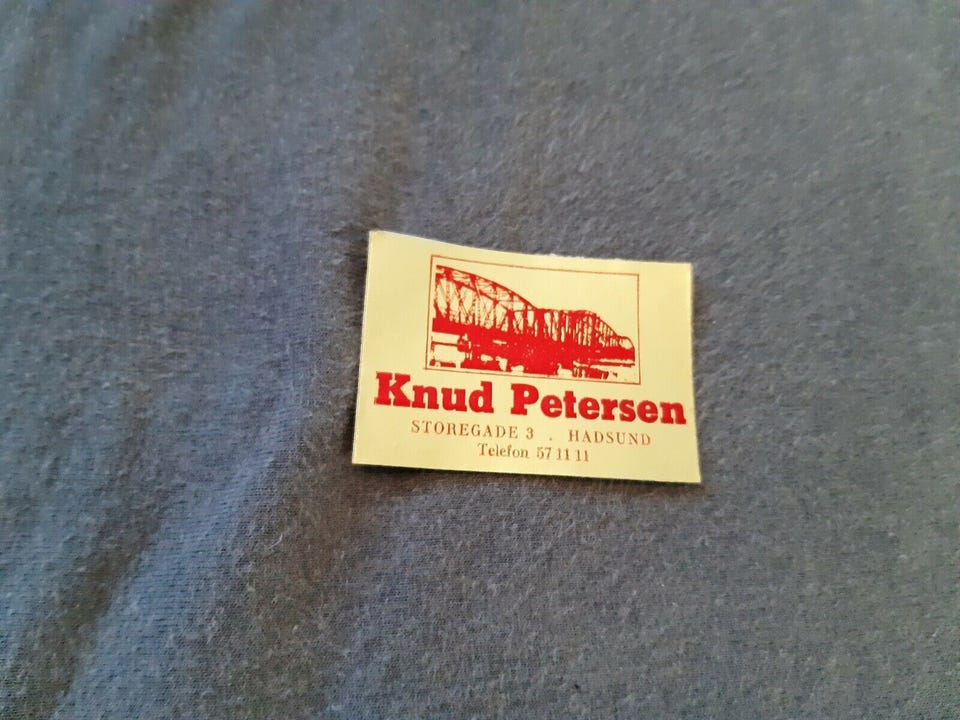 Knud Petersen
STOREGADE 3 . HADSUND
Telefon 57 11 11